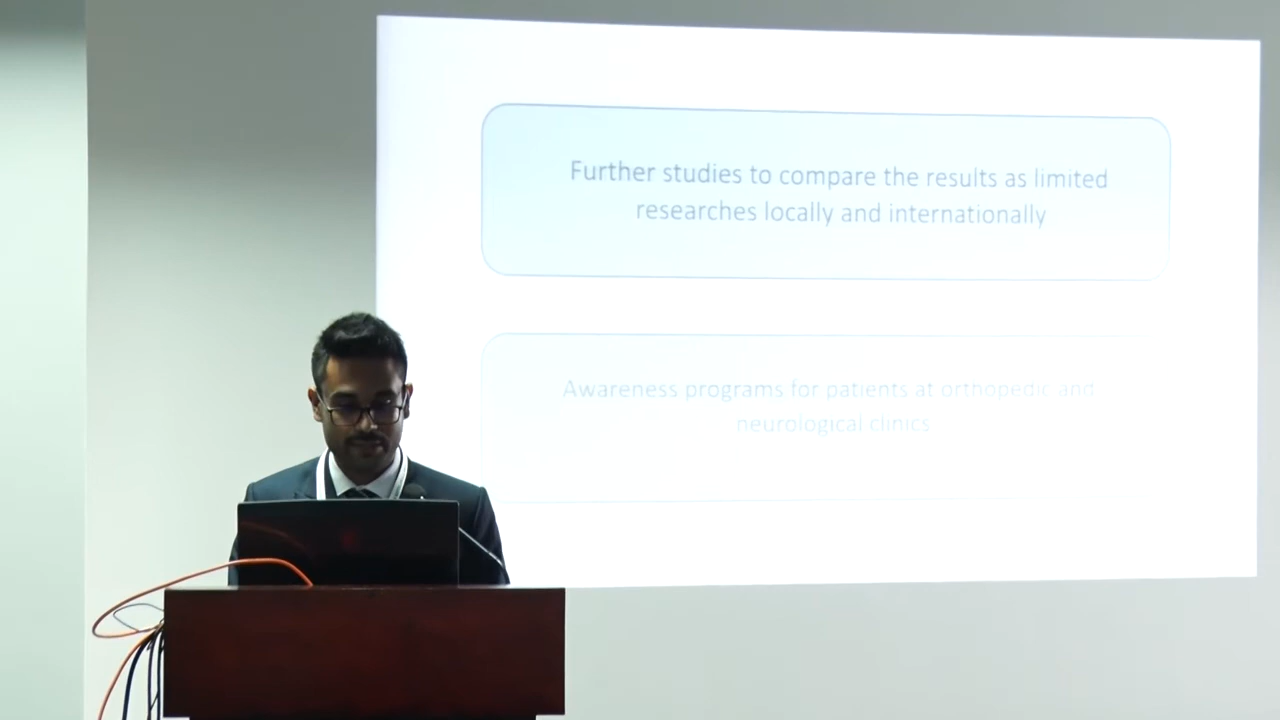 Further studies to compare the results as limited
researches locally and internationally
Awareness programs for patients at orthopedic and
neurological clinics